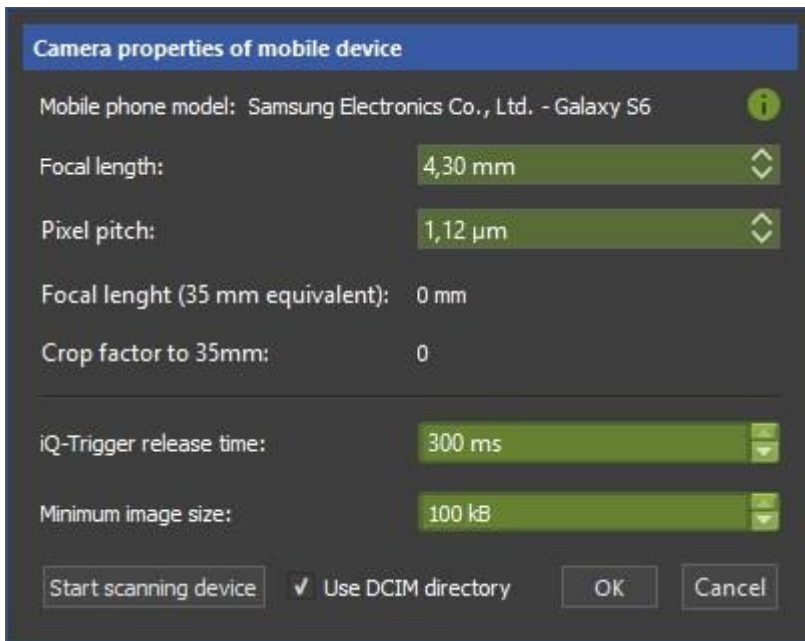 Camera properties of mobile device
Mobile phone model: Samsung Electronics Co., Ltd. - Galaxy S6
Focal length: 4,30 mm
Pixel pitch: 1,12 µm
Focal lenght (35 mm equivalent): 0 mm
Crop factor to 35mm: 0
iQ-Trigger release time: 300 ms
Minimum image size: 100 kB
Start scanning device Use DCIM directory OK Cancel